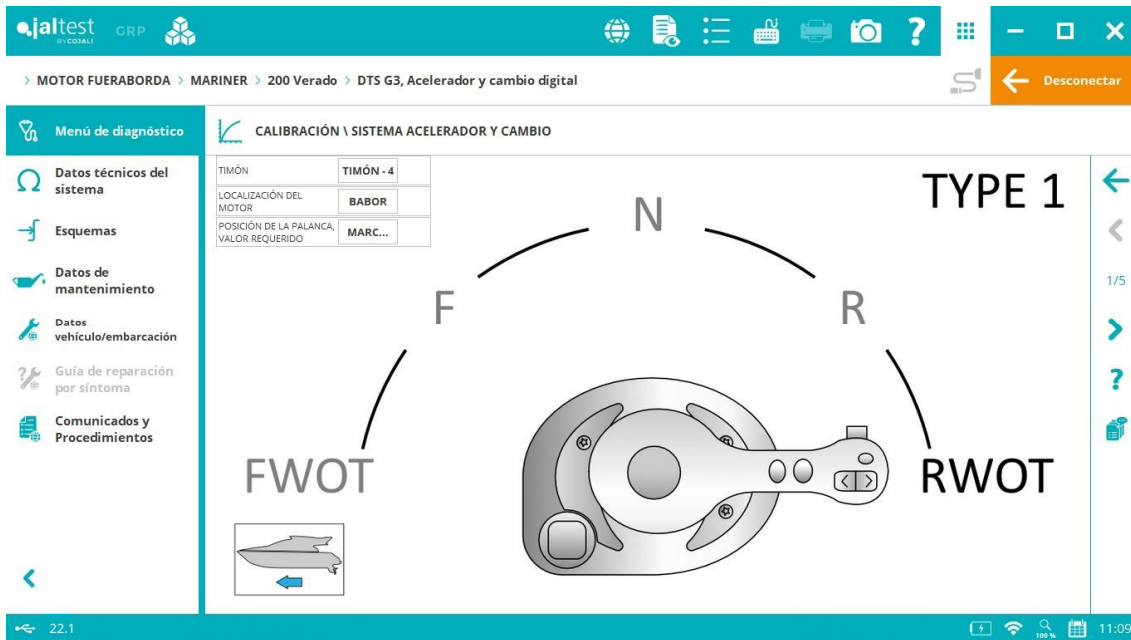 jaltest GRP
BY COJALI
> MOTOR FUERABORDA > MARINER > 200 Verado > DTS G3, Acelerador y cambio digital
Desconectar
Menú de diagnóstico
CALIBRACIÓN \ SISTEMA ACELERADOR Y CAMBIO
Datos técnicos del
sistema
Esquemas
Datos de
mantenimiento
Datos
vehículo/embarcación
Guía de reparación
por síntoma
Comunicados y
Procedimientos
TIMÓN
TIMÓN - 4
LOCALIZACIÓN DEL
MOTOR
BABOR
POSICIÓN DE LA PALANCA,
VALOR REQUERIDO
MARC...
TYPE 1
N
F
R
FWOT
RWOT
1/5
?
22.1
100 %
11:09